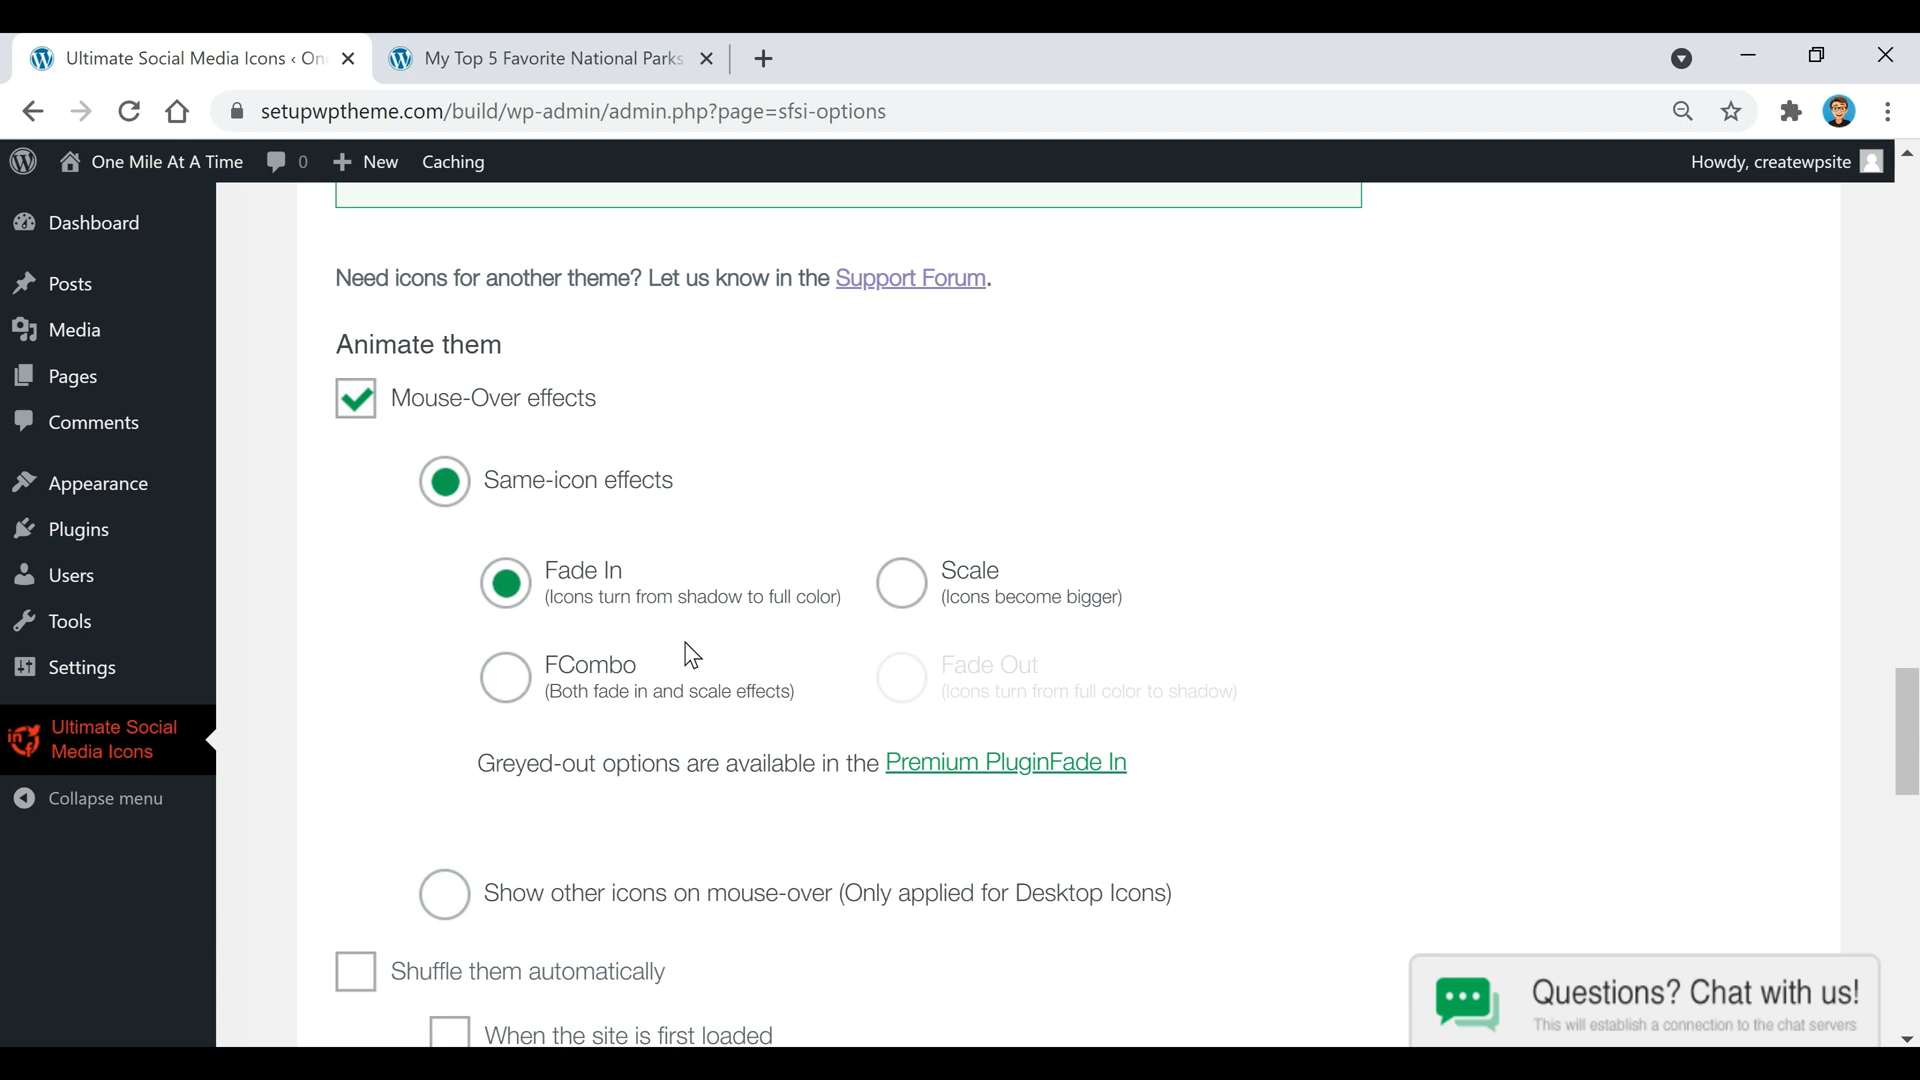 Ultimate Social Media Icons ‹ On
My Top 5 Favorite National Parks
setupwptheme.com/build/wp-admin/admin.php?page=sfsi-options
One Mile At A Time
0
New
Caching
Howdy, createwpsite
Dashboard
Posts
Media
Pages
Comments
Appearance
Plugins
Users
Tools
Settings
Ultimate Social
Media Icons
Collapse menu
Need icons for another theme? Let us know in the Support Forum.
Animate them
Mouse-Over effects
Same-icon effects
Fade In
(Icons turn from shadow to full color)
Scale
(Icons become bigger)
FCombo
(Both fade in and scale effects)
Fade Out
(Icons turn from full color to shadow)
Greyed-out options are available in the Premium PluginFade In
Show other icons on mouse-over (Only applied for Desktop Icons)
Shuffle them automatically
When the site is first loaded
Questions? Chat with us!
This will establish a connection to the chat servers